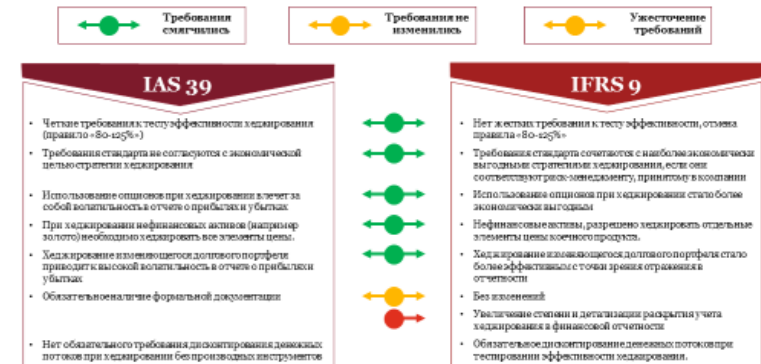 Требования
смягчились
Требования не
изменились
Ужесточение
требований
IAS 39
IFRS 9
• Четкие требования к тесту эффективности хеджирования
(правило «80-125%»)
• Требования стандарта не согласуются с экономической
целью стратегии хеджирования
• Использование опционов при хеджировании влечет за
собой волатильность в отчете о прибылях и убытках
• При хеджировании нефинансовых активов (например
золото) необходимо хеджировать все элементы цены.
• Хеджирование изменяющегося долгового портфеля
приводит к высокой волатильность в отчете о прибылях и
убытках
• Обязательное наличие формальной документации
• Нет обязательного требования дисконтирования денежных
потоков при хеджировании без производных инструментов
• Нет жестких требования к тесту эффективности, отмена
правила «80-125%»
• Требования стандарта сочетаются с наиболее экономически
выгодными стратегиями хеджирования, если они
соответствуют риск-менеджменту, принятому в компании
• Использование опционов при хеджировании стало более
экономически выгодным
• Нефинансовые активы, разрешено хеджировать отдельные
элементы цены коечного продукта.
• Хеджирование изменяющегося долгового портфеля стало
более эффективным с точки зрения отражения в
отчетности
• Без изменений
• Увеличение степени и детализации раскрытия учета
хеджирования в финансовой отчетности
• Обязательное дисконтирование денежных потоков при
тестировании эффективности хеджирования.